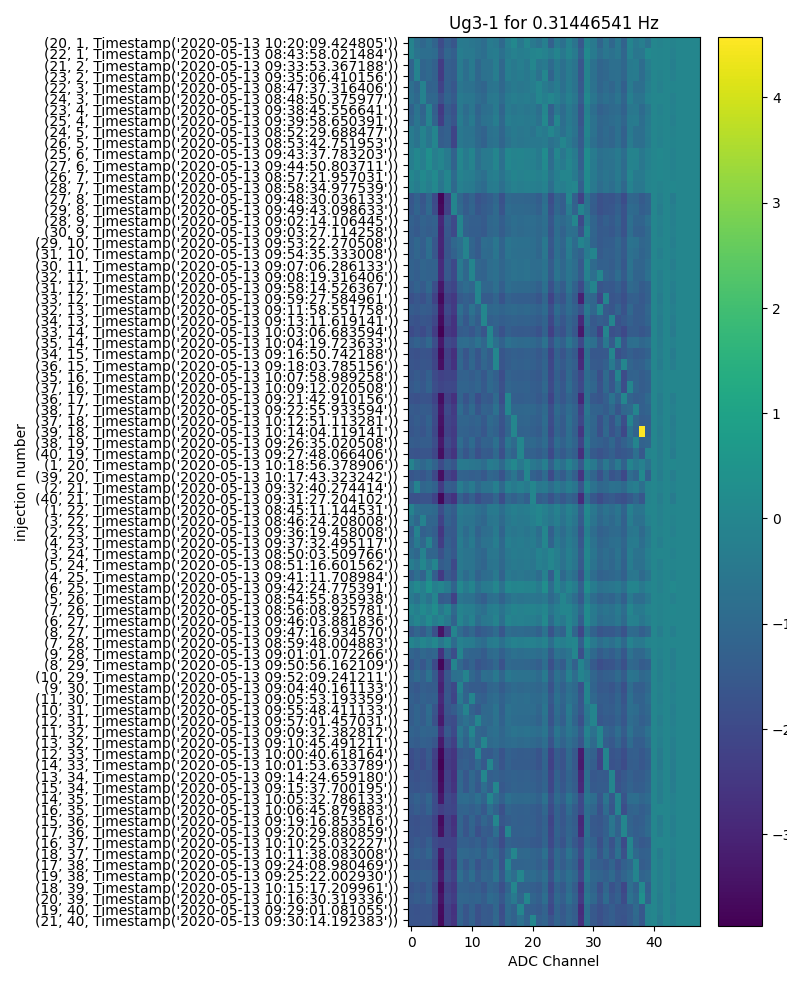 Ug3-1 for 0.31446541 Hz
(20, 1, Timestamp('2020-05-13 10:20:09.424805'))
(22, 1, Timestamp('2020-05-13 08:43:58.021484'))
(21, 2, Timestamp('2020-05-13 09:33:53.367188'))
(23, 2, Timestamp('2020-05-13 09:35:06.410156'))
(22, 3, Timestamp('2020-05-13 08:47:37.316406'))
(24, 3, Timestamp('2020-05-13 08:48:50.375977'))
(23, 4, Timestamp('2020-05-13 09:38:45.556641'))
(25, 4, Timestamp('2020-05-13 09:39:58.650391'))
(24, 5, Timestamp('2020-05-13 08:52:29.688477'))
(26, 5, Timestamp('2020-05-13 08:53:42.751953'))
(25, 6, Timestamp('2020-05-13 09:43:37.783203'))
(27, 6, Timestamp('2020-05-13 09:44:50.803711'))
(26, 7, Timestamp('2020-05-13 08:57:21.957031'))
(28, 7, Timestamp('2020-05-13 08:58:34.977539'))
(27, 8, Timestamp('2020-05-13 09:48:30.036133'))
(29, 8, Timestamp('2020-05-13 09:49:43.098633'))
(28, 9, Timestamp('2020-05-13 09:02:14.106445'))
(30, 9, Timestamp('2020-05-13 09:03:27.114258'))
(29, 10, Timestamp('2020-05-13 09:53:22.270508'))
(31, 10, Timestamp('2020-05-13 09:54:35.333008'))
(30, 11, Timestamp('2020-05-13 09:07:06.286133'))
(32, 11, Timestamp('2020-05-13 09:08:19.316406'))
(31, 12, Timestamp('2020-05-13 09:58:14.526367'))
(33, 12, Timestamp('2020-05-13 09:59:27.584961'))
(32, 13, Timestamp('2020-05-13 09:11:58.551758'))
(34, 13, Timestamp('2020-05-13 09:13:11.619141'))
(33, 14, Timestamp('2020-05-13 10:03:06.683594'))
(35, 14, Timestamp('2020-05-13 10:04:19.723633'))
(34, 15, Timestamp('2020-05-13 09:16:50.742188'))
(36, 15, Timestamp('2020-05-13 09:18:03.785156'))
(35, 16, Timestamp('2020-05-13 10:07:58.989258'))
(37, 16, Timestamp('2020-05-13 10:09:12.020508'))
(36, 17, Timestamp('2020-05-13 09:21:42.910156'))
(38, 17, Timestamp('2020-05-13 09:22:55.933594'))
(37, 18, Timestamp('2020-05-13 10:12:51.113281'))
(39, 18, Timestamp('2020-05-13 10:14:04.119141'))
(38, 19, Timestamp('2020-05-13 09:26:35.020508'))
(40, 19, Timestamp('2020-05-13 09:27:48.066406'))
(1, 20, Timestamp('2020-05-13 10:18:56.378906'))
(39, 20, Timestamp('2020-05-13 10:17:43.323242'))
(2, 21, Timestamp('2020-05-13 09:32:40.274414'))
(40, 21, Timestamp('2020-05-13 09:31:27.204102'))
(1, 22, Timestamp('2020-05-13 08:45:11.144531'))
(3, 22, Timestamp('2020-05-13 08:46:24.208008'))
(2, 23, Timestamp('2020-05-13 09:36:19.458008'))
(4, 23, Timestamp('2020-05-13 09:37:32.495117'))
(3, 24, Timestamp('2020-05-13 08:50:03.509766'))
(5, 24, Timestamp('2020-05-13 08:51:16.601562'))
(4, 25, Timestamp('2020-05-13 09:41:11.708984'))
(6, 25, Timestamp('2020-05-13 09:42:24.775391'))
(5, 26, Timestamp('2020-05-13 08:54:55.835938'))
(7, 26, Timestamp('2020-05-13 08:56:08.925781'))
(6, 27, Timestamp('2020-05-13 09:46:03.881836'))
(8, 27, Timestamp('2020-05-13 09:47:16.934570'))
(7, 28, Timestamp('2020-05-13 08:59:48.004883'))
(9, 28, Timestamp('2020-05-13 09:01:01.072266'))
(8, 29, Timestamp('2020-05-13 09:50:56.162109'))
(10, 29, Timestamp('2020-05-13 09:52:09.241211'))
(9, 30, Timestamp('2020-05-13 09:04:40.161133'))
(11, 30, Timestamp('2020-05-13 09:05:53.193359'))
(10, 31, Timestamp('2020-05-13 09:55:48.411133'))
(12, 31, Timestamp('2020-05-13 09:57:01.457031'))
(11, 32, Timestamp('2020-05-13 09:09:32.382812'))
(13, 32, Timestamp('2020-05-13 09:10:45.491211'))
(12, 33, Timestamp('2020-05-13 10:00:40.618164'))
(14, 33, Timestamp('2020-05-13 10:01:53.633789'))
(13, 34, Timestamp('2020-05-13 09:14:24.659180'))
(15, 34, Timestamp('2020-05-13 09:15:37.700195'))
(14, 35, Timestamp('2020-05-13 10:05:32.786133'))
(16, 35, Timestamp('2020-05-13 10:06:45.879883'))
(15, 36, Timestamp('2020-05-13 09:19:16.853516'))
(17, 36, Timestamp('2020-05-13 09:20:29.880859'))
(16, 37, Timestamp('2020-05-13 10:10:25.032227'))
(18, 37, Timestamp('2020-05-13 10:11:38.083008'))
(17, 38, Timestamp('2020-05-13 09:24:08.980469'))
(19, 38, Timestamp('2020-05-13 09:25:22.002930'))
(18, 39, Timestamp('2020-05-13 10:15:17.209961'))
(20, 39, Timestamp('2020-05-13 10:16:30.319336'))
(19, 40, Timestamp('2020-05-13 09:29:01.081055'))
(21, 40, Timestamp('2020-05-13 09:30:14.192383'))
injection number
0 10 20 30 40
ADC Channel
4
3
2
1
0
−1
−2
−3